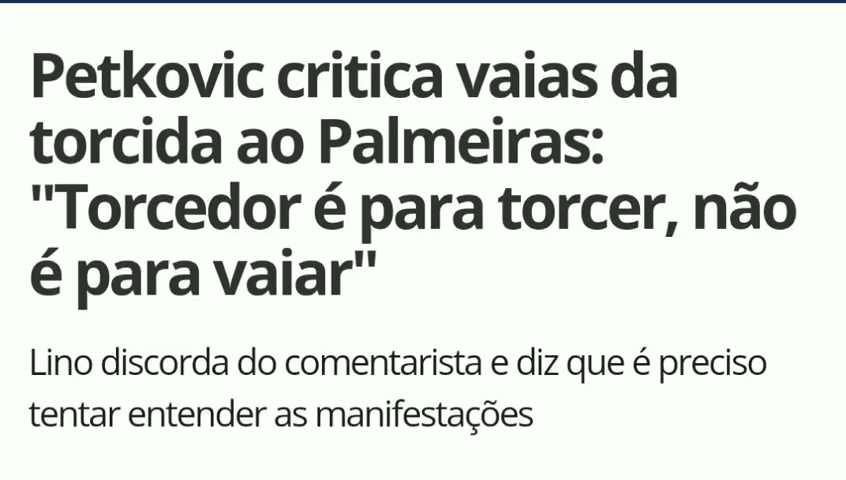 Petkovic critica vaias da
torcida ao Palmeiras:
"Torcedor é para torcer, não
é para vaiar"
Lino discorda do comentarista e diz que é preciso
tentar entender as manifestações